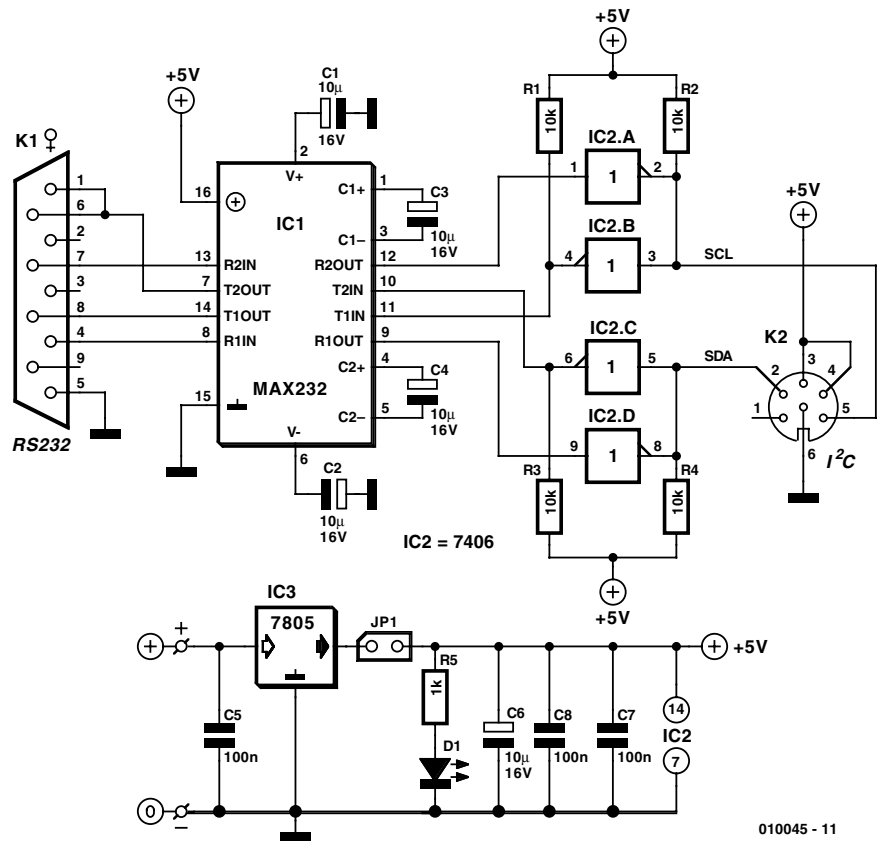 +5V
R1
10k
R2
10k
+5V
C1
10µ
16V
K1
1
6
2
7
3
8
4
9
5
RS232
2
V+
16
IC1
C1+
1
C3
10µ
16V
C1–
3
13
R2IN
R2OUT
12
7
T2OUT
T2IN
10
14
T1OUT
T1IN
11
8
R1IN
R1OUT
9
C2+
4
C4
10µ
16V
15
MAX232
C2–
5
V-
6
C2
10µ
16V
IC2.A
1
1
2
IC2.B
4
1
3
SCL
IC2.C
6
1
5
SDA
IC2.D
9
1
8
R3
10k
R4
10k
IC2 = 7406
+5V
+5V
K2
2
3
4
1
5
6
I²C
IC3
+
7805
JP1
+5V
R5
1k
C5
100n
D1
C6
10µ
16V
C8
100n
C7
100n
14
IC2
7
0
–
010045 - 11